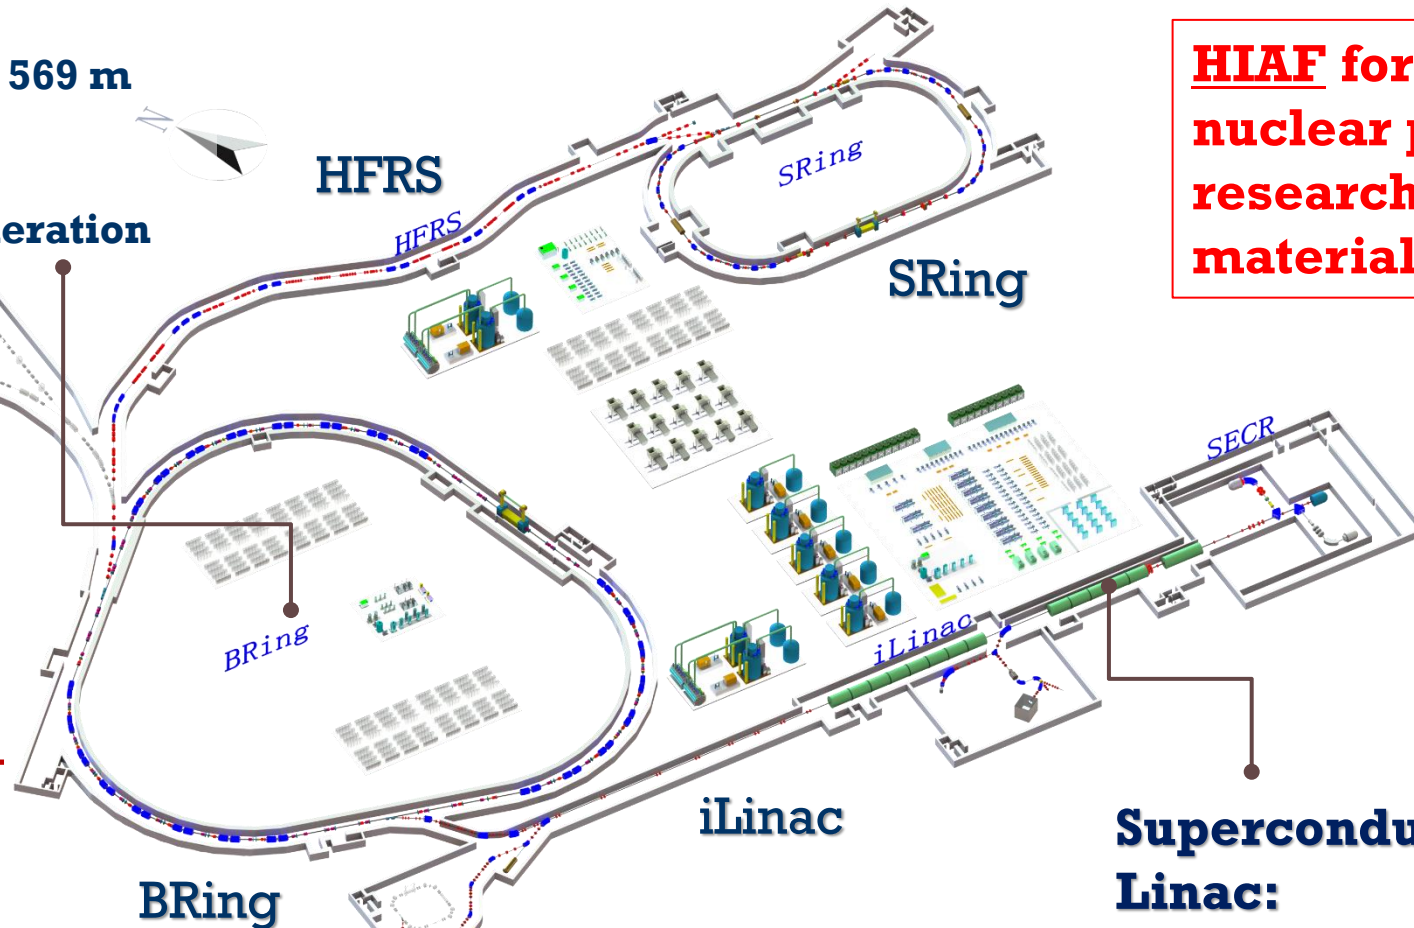 569 m
N
HFRS
HFRS
eration
SRing
SRing
HIAF for
nuclear p
research
material
SECR
BRing
iLinac
iLinac
BRing
Supercondu
Linac: